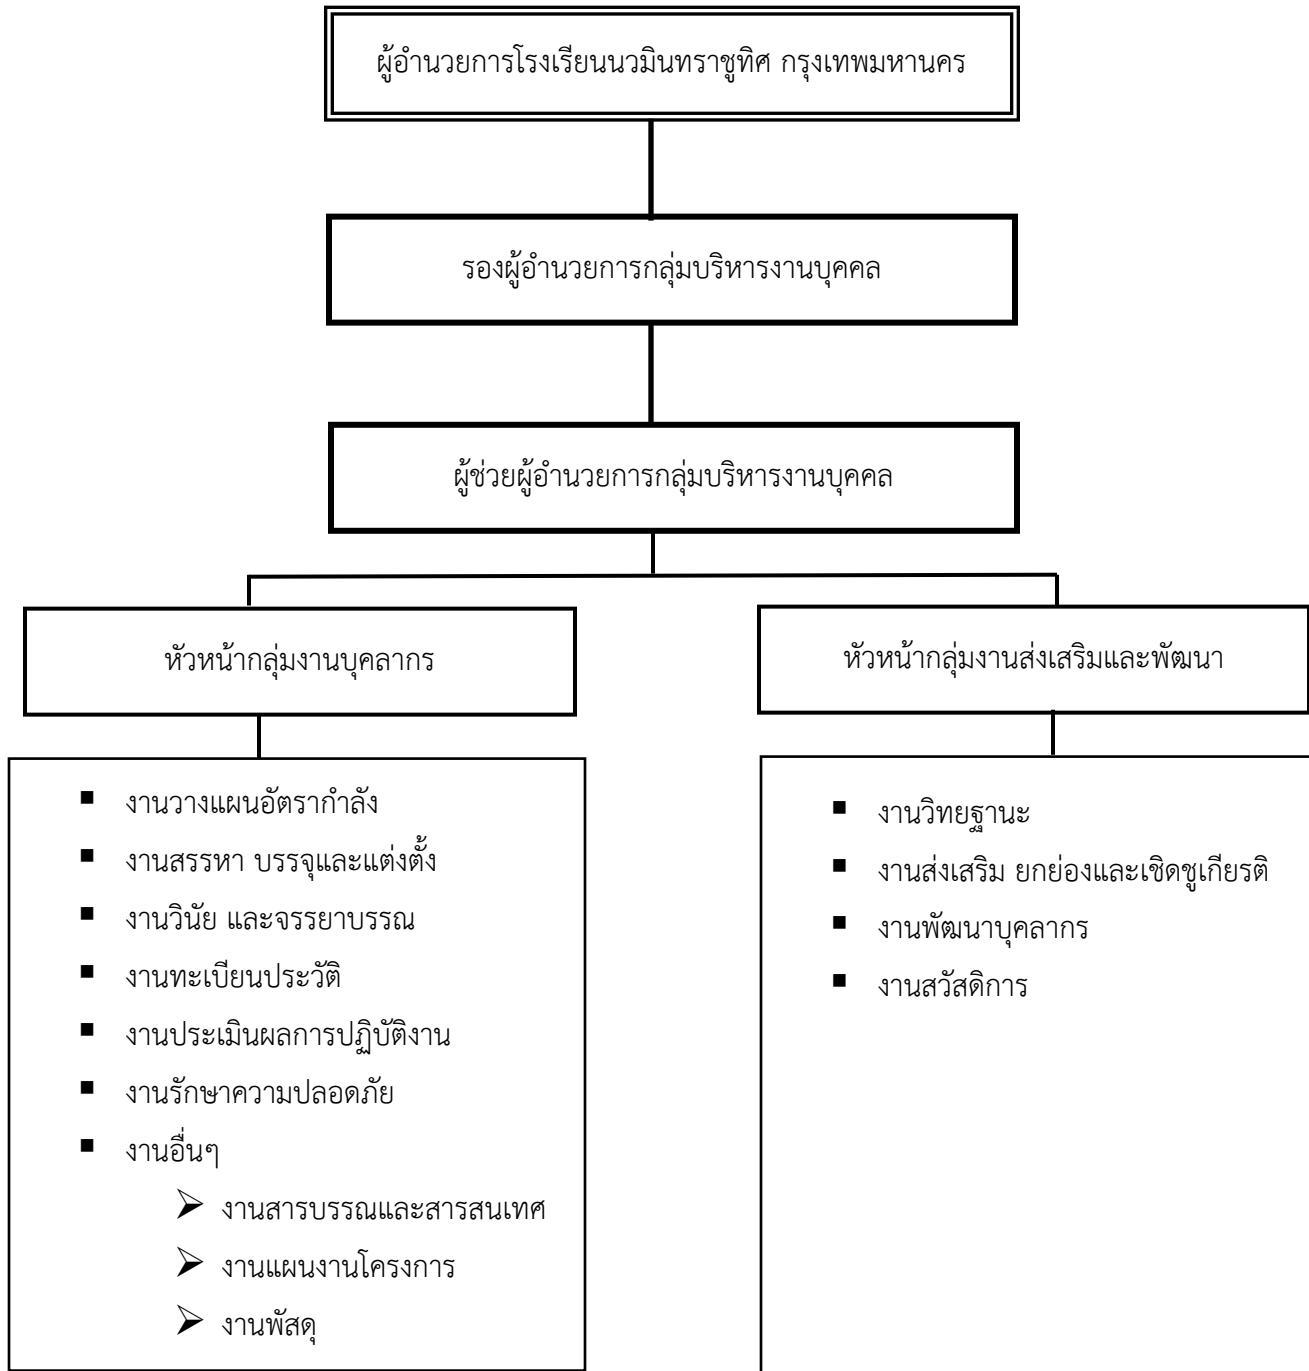 ผู้อำนวยการโรงเรียนนวมินทราชูทิศ กรุงเทพมหานคร
รองผู้อำนวยการกลุ่มบริหารงานบุคคล
ผู้ช่วยผู้อำนวยการกลุ่มบริหารงานบุคคล
หัวหน้ากลุ่มงานบุคลากร
งานวางแผนอัตรากำลัง
งานสรรหา บรรจุและแต่งตั้ง
งานวินัย และจรรยาบรรณ
งานทะเบียนประวัติ
งานประเมินผลการปฏิบัติงาน
งานรักษาความปลอดภัย
งานอื่นๆ
งานสารบรรณและสารสนเทศ
งานแผนงานโครงการ
งานพัสดุ
หัวหน้ากลุ่มงานส่งเสริมและพัฒนา
งานวิทยฐานะ
งานส่งเสริม ยกย่องและเชิดชูเกียรติ
งานพัฒนาบุคลากร
งานสวัสดิการ